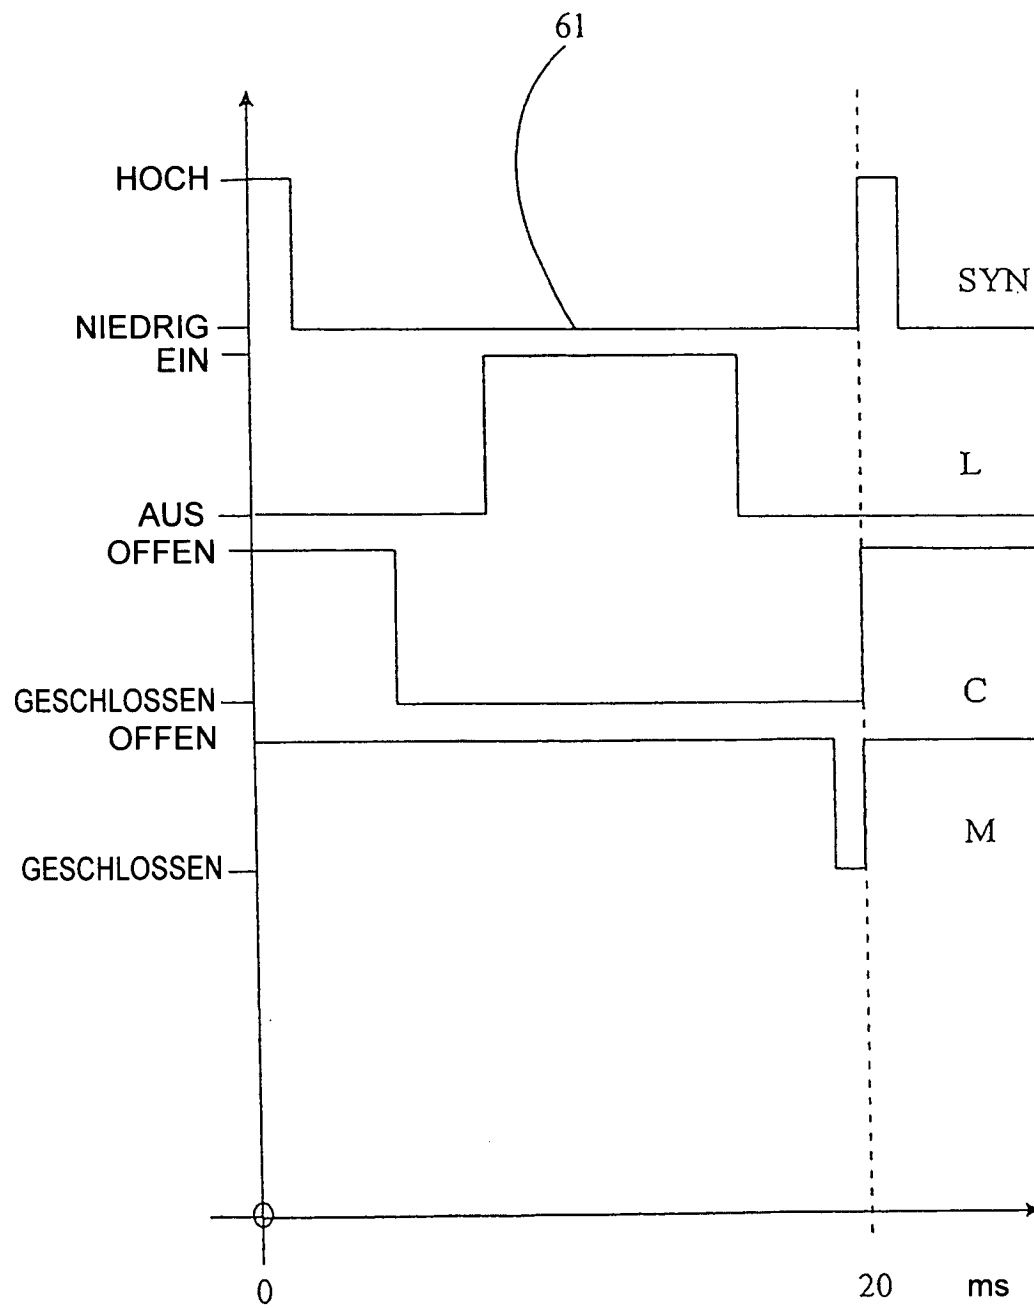 61
HOCH
SYN
NIEDRIG
EIN
L
AUS
OFFEN
C
GESCHLOSSEN
OFFEN
M
GESCHLOSSEN
0
20
ms